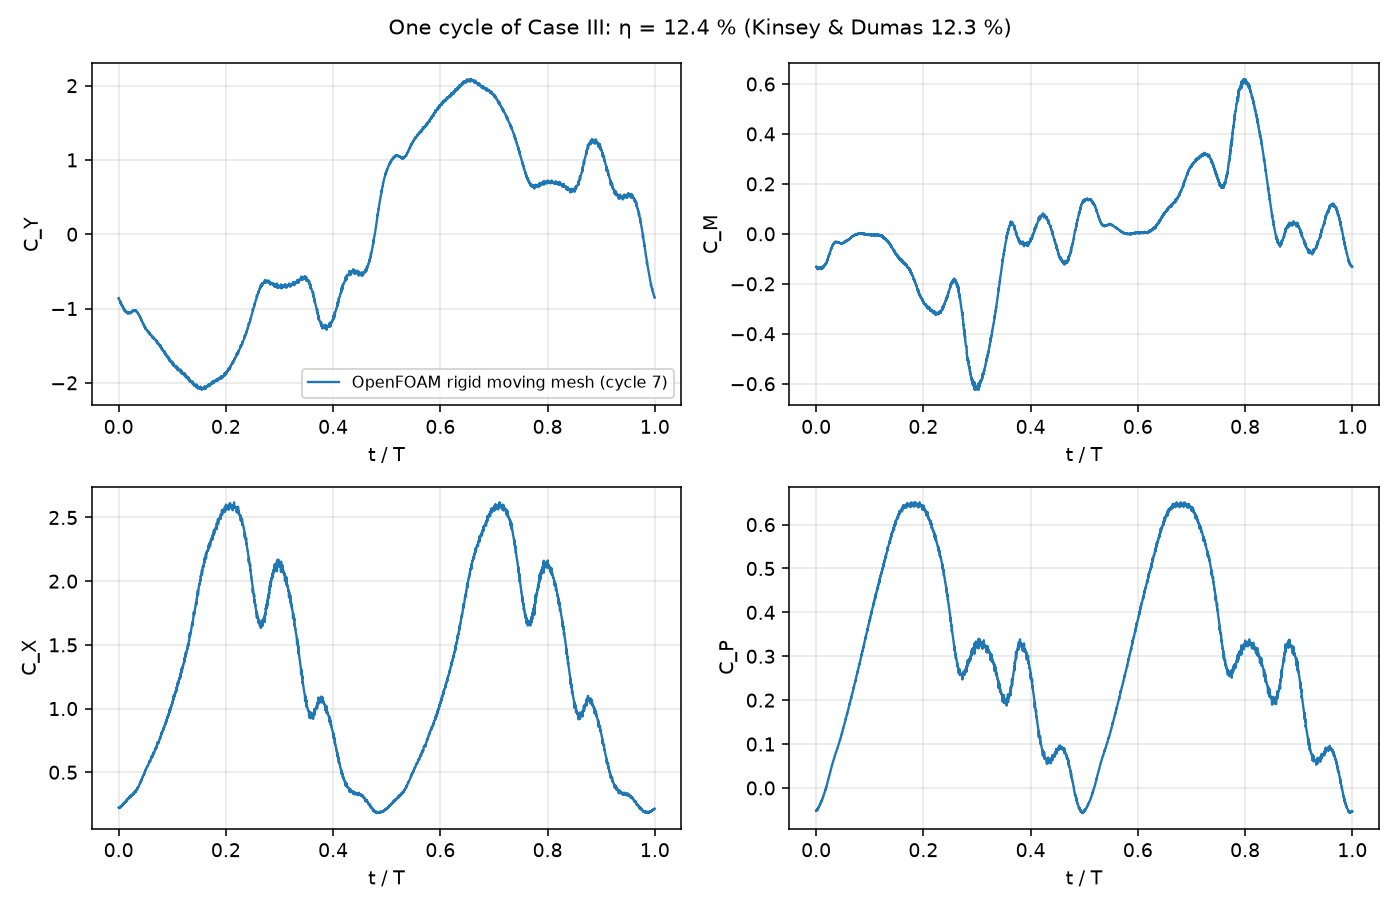 One cycle of Case III: η = 12.4 % (Kinsey & Dumas 12.3 %)
2
1
0
−1
−2
C_Y
OpenFOAM rigid moving mesh (cycle 7)
0.0 0.2 0.4 0.6 0.8 1.0
t / T
0.6
0.4
0.2
0.0
−0.2
−0.4
−0.6
C_M
0.0 0.2 0.4 0.6 0.8 1.0
t / T
2.5
2.0
1.5
1.0
0.5
C_X
0.0 0.2 0.4 0.6 0.8 1.0
t / T
0.6
0.5
0.4
0.3
0.2
0.1
0.0
C_P
0.0 0.2 0.4 0.6 0.8 1.0
t / T